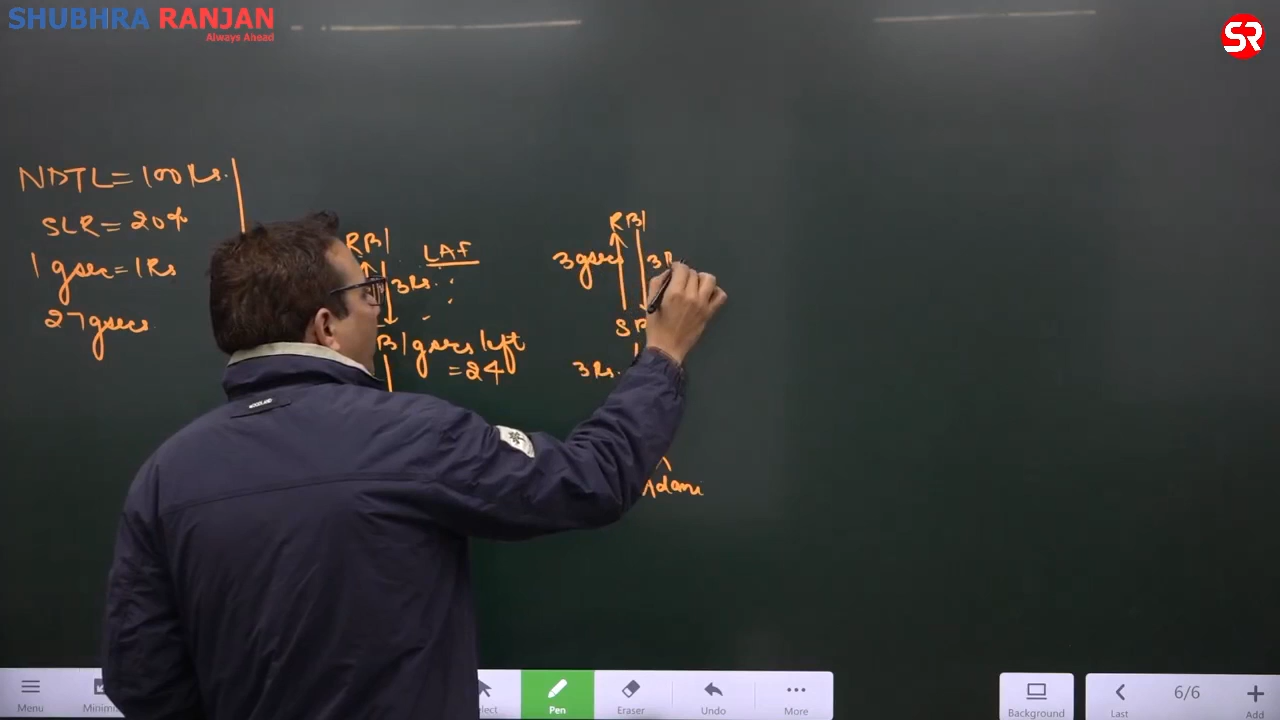 SHUBHRA RANJAN
Always Ahead
SR
NDTL = 100 Rs.
SLR = 20%
1 gsec = 1 Rs
27 gsecs
RBI
LAF
3 Rs.
gsecs left
= 24
RBI
3 gsecs
3 R
3 Rs.
Adani
WOODLAND
Menu
Eraser
Pen
Undo
More
Background
Last
6/6
Add